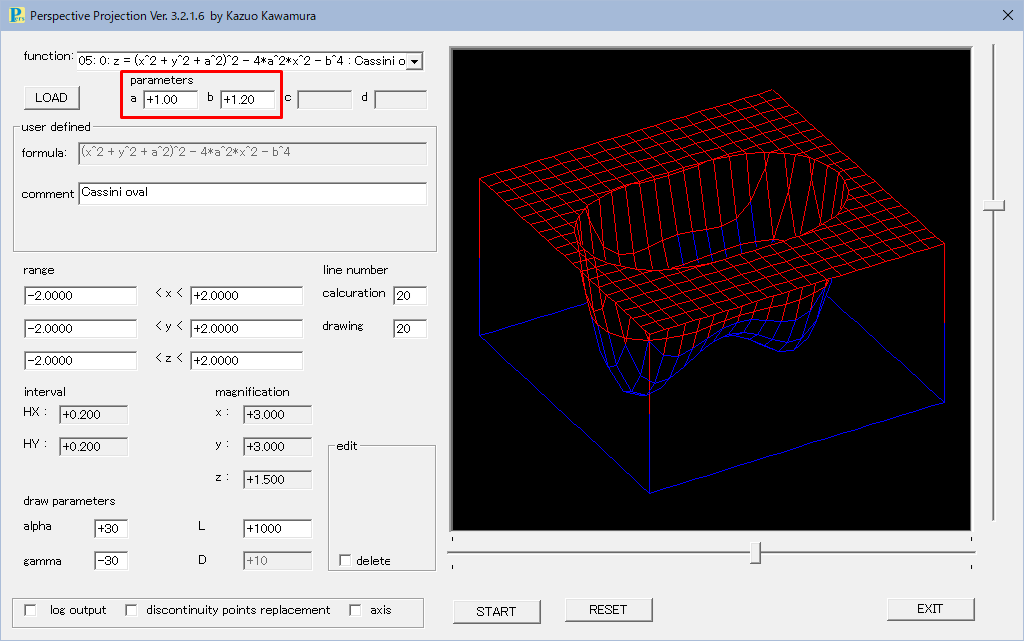 Perspective Projection Ver. 3.2.1.6 by Kazuo Kawamura
function: 05: 0: z = (x^2 + y^2 + a^2)^2 - 4*a^2*x^2 - b^4 : Cassini o
parameters
LOAD a +1.00 b +1.20 c d
user defined
formula: (x^2 + y^2 + a^2)^2 - 4*a^2*x^2 - b^4
comment Cassini oval
range line number
-2.0000 < x < +2.0000 calcuration 20
-2.0000 < y < +2.0000 drawing 20
-2.0000 < z < +2.0000
interval magnification
HX : +0.200 x : +3.000
HY : +0.200 y : +3.000
edit
z : +1.500
draw parameters
alpha +30 L +1000
gamma -30 D +10 delete
log output discontinuity points replacement axis
START RESET EXIT